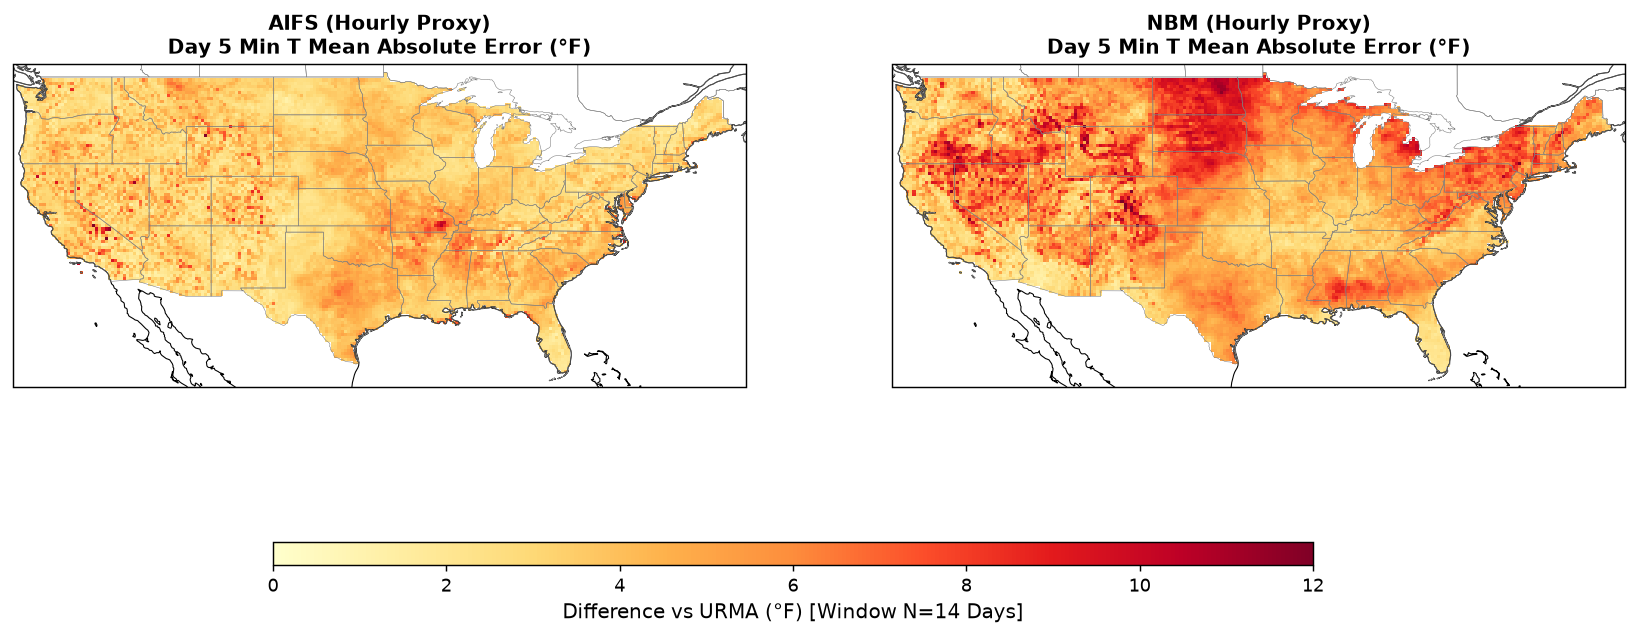 AIFS (Hourly Proxy)
Day 5 Min T Mean Absolute Error (°F)
NBM (Hourly Proxy)
Day 5 Min T Mean Absolute Error (°F)
0 2 4 6 8 10 12
Difference vs URMA (°F) [Window N=14 Days]